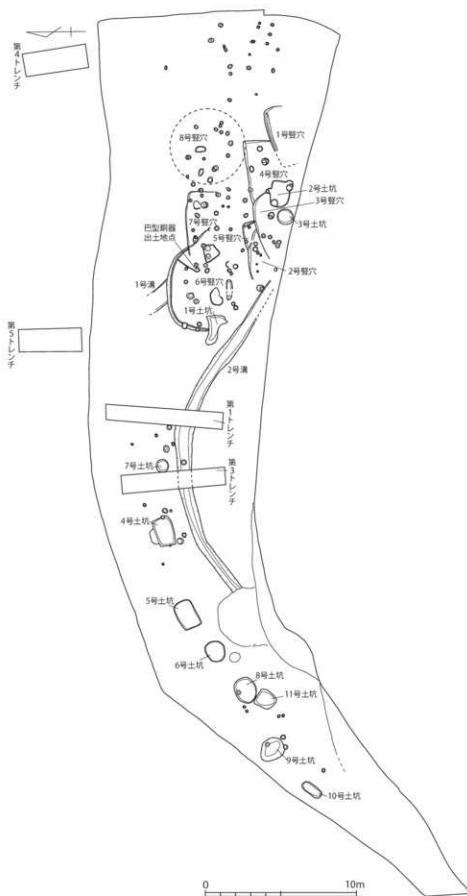 第4トレンチ
1号竪穴
8号竪穴
4号竪穴
2号土坑
3号竪穴
3号土坑
7号竪穴
5号竪穴
巴型銅器
出土地点
2号竪穴
1号溝
6号竪穴
1号土坑
第5トレンチ
2号溝
第1トレンチ
7号土坑
第3トレンチ
4号土坑
5号土坑
6号土坑
8号土坑
11号土坑
9号土坑
10号土坑
0 10m